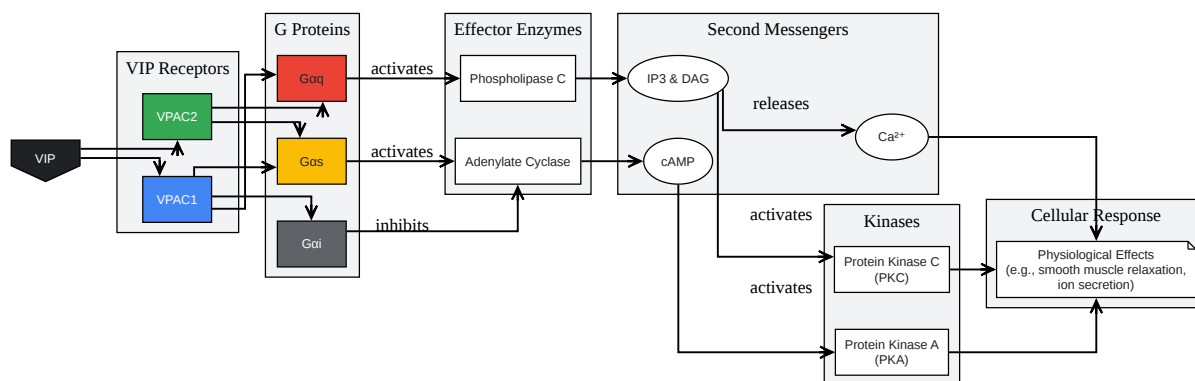 G Proteins
Effector Enzymes
Second Messengers
VIP Receptors
Gαq
activates
Phospholipase C
IP3 & DAG
releases
VPAC2
Ca²⁺
VIP
Gαs
activates
Adenylate Cyclase
cAMP
VPAC1
Gαi
inhibits
activates
Kinases
Cellular Response
Protein Kinase C
(PKC)
Physiological Effects
(e.g., smooth muscle relaxation,
ion secretion)
activates
Protein Kinase A
(PKA)